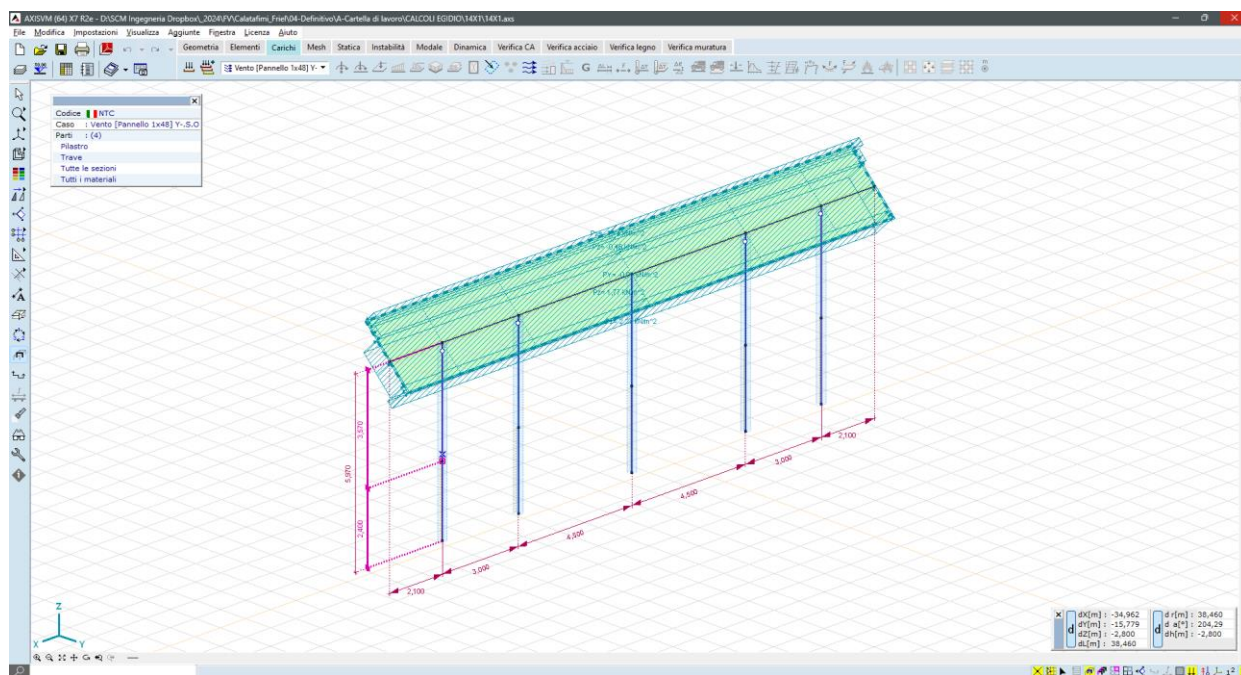 AXISVM (64) X7 R2e - D:\SCM Ingegneria Dropbox\_2024\FV\Calatafimi_Friel\04-Definitivo\A-Cartella di lavoro\CALCOLI EGIDIO\14X1\14X1.axs
File Modifica Impostazioni Visualizza Aggiunte Finestra Licenza Aiuto
Geometria Elementi Carichi Mesh Statica Instabilità Modale Dinamica Verifica CA Verifica acciaio Verifica legno Verifica muratura
Vento [Pannello 1x48] Y-
Codice NTC
Caso : Vento [Pannello 1x48] Y-.S.O
Parti : (4)
Pilastro
Trave
Tutte le sezioni
Tutti i materiali
3,570
5,970
2,400
2,100
3,000
4,500
4,500
3,000
2,100
Z
X
Y
dX[m] : -34,962
dY[m] : -15,779
dZ[m] : -2,800
dL[m] : 38,460
d
d r[m] : 38,460
d a[°] : 204,29
dh[m] : -2,800